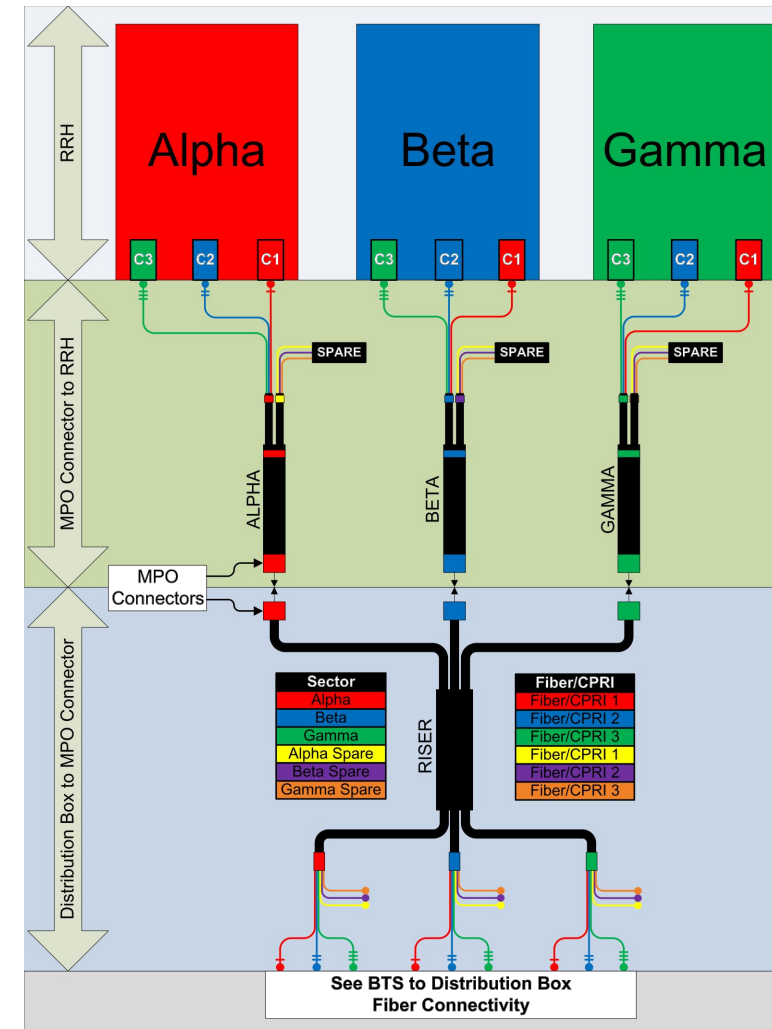 RRH
Alpha
Beta
Gamma
C3
C2
C1
C3
C2
C1
C3
C2
C1
MPO Connector to RRH
SPARE
SPARE
SPARE
ALPHA
BETA
GAMMA
MPO
Connectors
Distribution Box to MPO Connector
Sector
Alpha
Beta
Gamma
Alpha Spare
Beta Spare
Gamma Spare
RISER
Fiber/CPRI
Fiber/CPRI 1
Fiber/CPRI 2
Fiber/CPRI 3
Fiber/CPRI 1
Fiber/CPRI 2
Fiber/CPRI 3
See BTS to Distribution Box
Fiber Connectivity